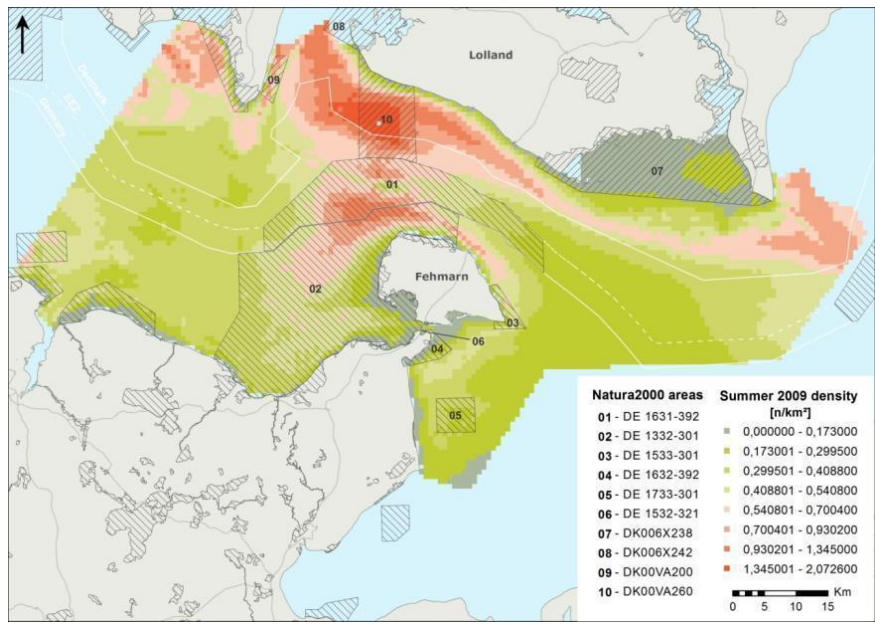 08
Lolland
09
10
07
01
Denmark
EEZ
Germany
Fehmarn
02
03
06
04
05
Natura2000 areas
01 - DE 1631-392
02 - DE 1332-301
03 - DE 1533-301
04 - DE 1632-392
05 - DE 1733-301
06 - DE 1532-321
07 - DK006X238
08 - DK006X242
09 - DK00VA200
10 - DK00VA260
Summer 2009 density
[n/km²]
0,000000 - 0,173000
0,173001 - 0,299500
0,299501 - 0,408800
0,408801 - 0,540800
0,540801 - 0,700400
0,700401 - 0,930200
0,930201 - 1,345000
1,345001 - 2,072600
Km
0 5 10 15